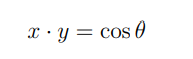 x · y = cos θ